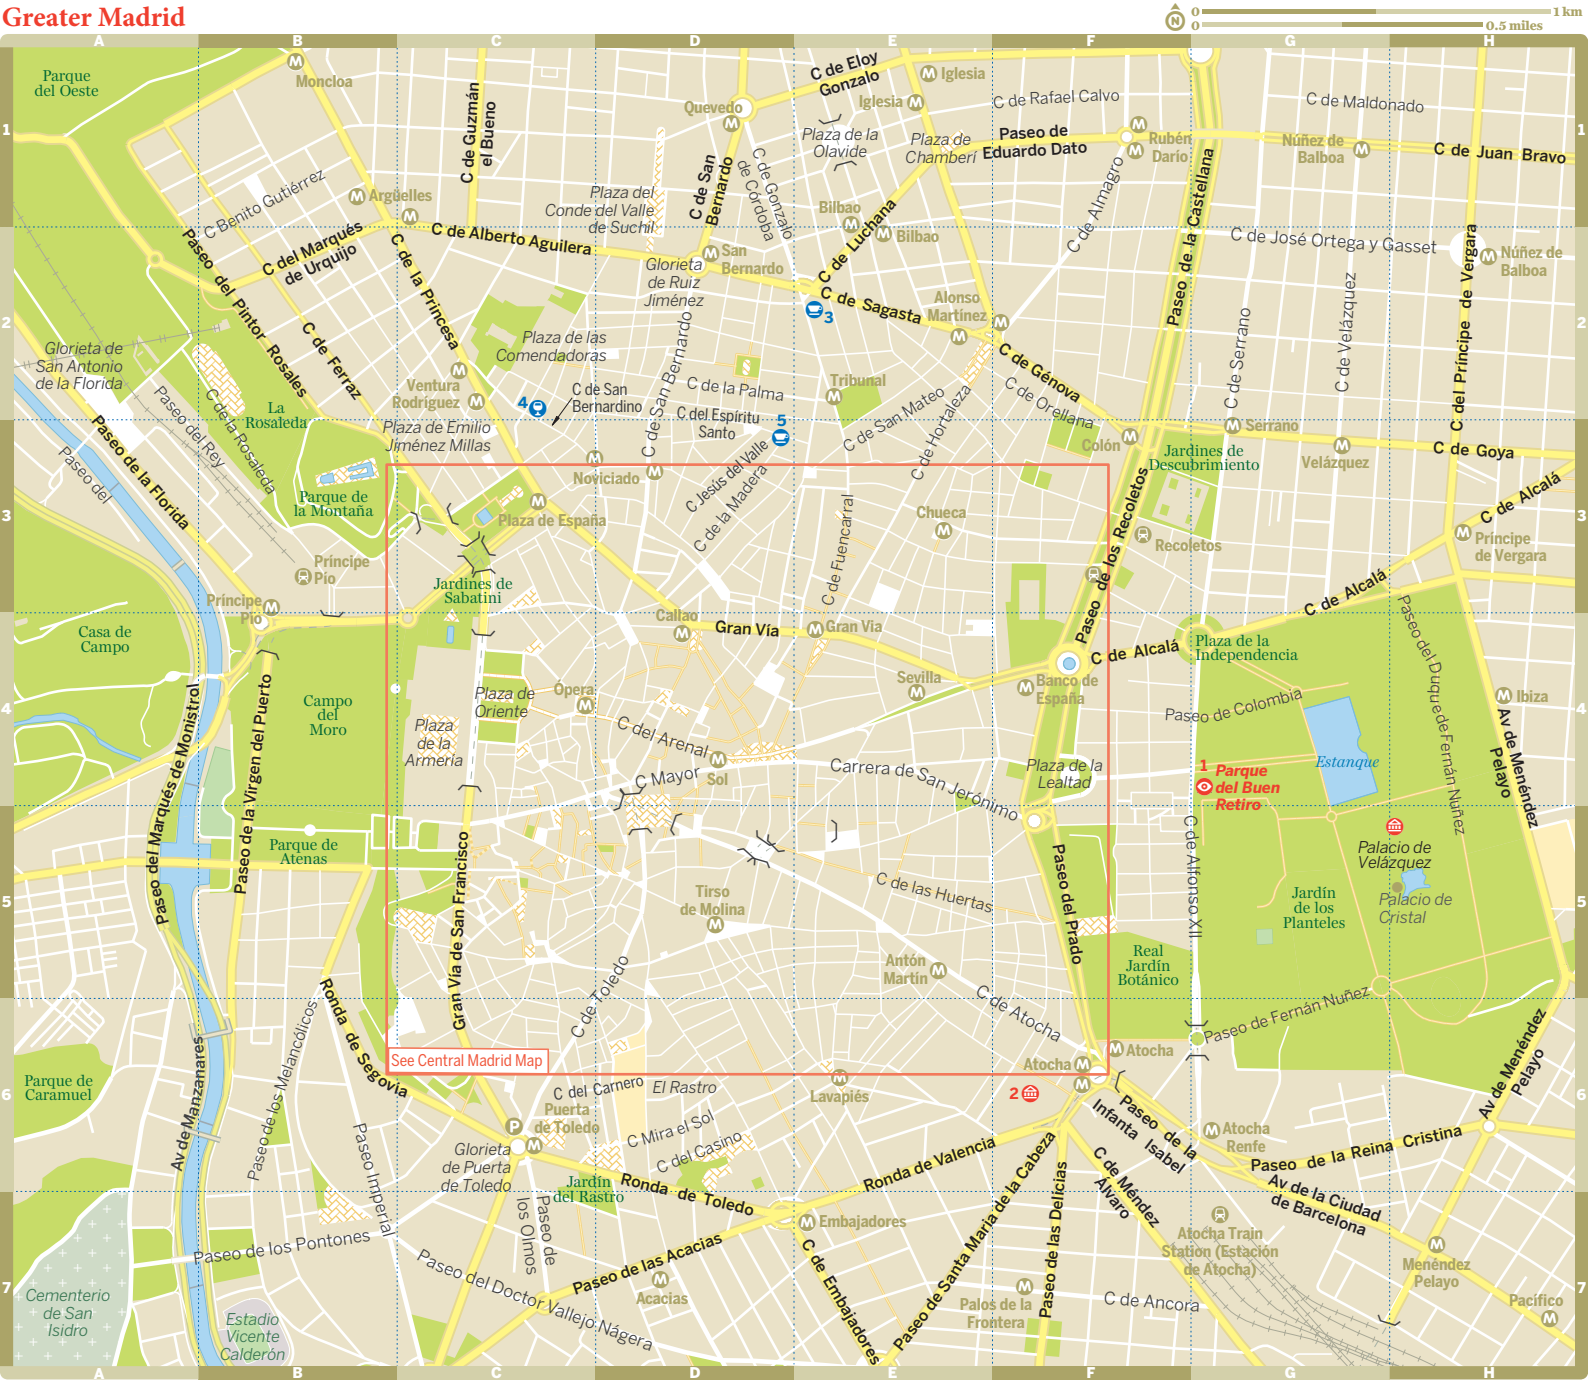 Greater Madrid
N
0
1 km
0
0.5 miles
A
B
C
D
E
F
G
H
1
2
3
4
5
6
7
1
2
3
4
5
6
7
A
B
C
D
E
F
G
H
Parque
del Oeste
Moncloa
C de Guzmán
el Bueno
Quevedo
C de Eloy
Gonzalo
Iglesia
Iglesia
C de Rafael Calvo
C de Maldonado
Plaza de la
Olavide
Plaza de
Chamberí
Paseo de
Eduardo Dato
Rubén
Darío
Núñez de
Balboa
C de Juan Bravo
C Benito Gutiérrez
Argüelles
Plaza del
Conde del Valle
de Suchil
C de San
Bernardo
C de Gonzalo
de Córdoba
Bilbao
Bilbao
C de Luchana
C de Almagro
Paseo de la Castellana
C de José Ortega y Gasset
Núñez de
Balboa
Paseo del Pintor Rosales
C del Marqués
de Urquijo
C de la Princesa
C de Alberto Aguilera
San
Bernardo
Glorieta
de Ruiz
Jiménez
C de Sagasta
Alonso
Martínez
3
C de Génova
C de Serrano
C de Velázquez
C del Príncipe de Vergara
Glorieta de
San Antonio
de la Florida
C de Ferraz
Plaza de las
Comendadoras
Ventura
Rodríguez
4
C de San
Bernardino
C de San Bernardo
C de la Palma
Tribunal
C de San Mateo
C de Hortaleza
C de Orellana
La
Rosaleda
C de la Rosaleda
Paseo del Rey
Paseo de la Florida
Paseo del
Plaza de Emilio
Jiménez Millas
C del Espíritu
Santo
5
C Jesús del Valle
C de la Madera
Noviciado
Colón
Serrano
Velázquez
C de Goya
Jardines de
Descubrimiento
C de Alcalá
Parque de
la Montaña
Plaza de España
Chueca
C de Fuencarral
Recoletos
Paseo de los Recoletos
Príncipe
de Vergara
Príncipe
Pío
Príncipe
Pío
Jardines de
Sabatini
C de Alcalá
Callao
Gran Vía
Gran Via
Casa de
Campo
Campo
del
Moro
Plaza de
Oriente
Ópera
Plaza
de la
Armería
Sevilla
C de Alcalá
Banco de
España
Plaza de la
Independencia
Paseo del Duque de Fernán Nuñez
Paseo de Colombia
Ibiza
Av de Menéndez
Pelayo
Estanque
Paseo del Marqués de Monistrol
Paseo de la Virgen del Puerto
C del Arenal
C Mayor
Sol
Carrera de San Jerónimo
Plaza de la
Lealtad
1
Parque
del Buen
Retiro
Palacio de
Velázquez
Palacio de
Cristal
Jardín
de los
Planteles
C de Alfonso XII
Parque de
Atenas
Gran Vía de San Francisco
Tirso
de Molina
C de las Huertas
Paseo del Prado
Antón
Martín
Real
Jardín
Botánico
C de Toledo
C de Atocha
Paseo de Fernán Nuñez
Ronda de Segovia
Paseo de los Melancólicos
See Central Madrid Map
Atocha
Atocha
Parque de
Caramuel
Av de Manzanares
C del Carnero
El Rastro
Lavapiés
2
Puerta
de Toledo
P
C Mira el Sol
C del Casino
Glorieta
de Puerta
de Toledo
Jardín
del Rastro
Ronda de Toledo
Ronda de Valencia
Paseo Imperial
Paseo de la
Infanta Isabel
Atocha
Renfe
Paseo de la Reina Cristina
Av de Menéndez
Pelayo
C de Méndez
Álvaro
Av de la Ciudad
de Barcelona
Atocha Train
Station (Estación
de Atocha)
Paseo de los Pontones
Paseo de
los Olmos
Embajadores
Paseo de las Acacias
Acacias
Paseo del Doctor Vallejo Nágera
C de Embajadores
Paseo de Santa María de la Cabeza
Paseo de las Delicias
Palos de la
Frontera
C de Ancora
Menéndez
Pelayo
Pacífico
Cementerio
de San
Isidro
Estadio
Vicente
Calderón